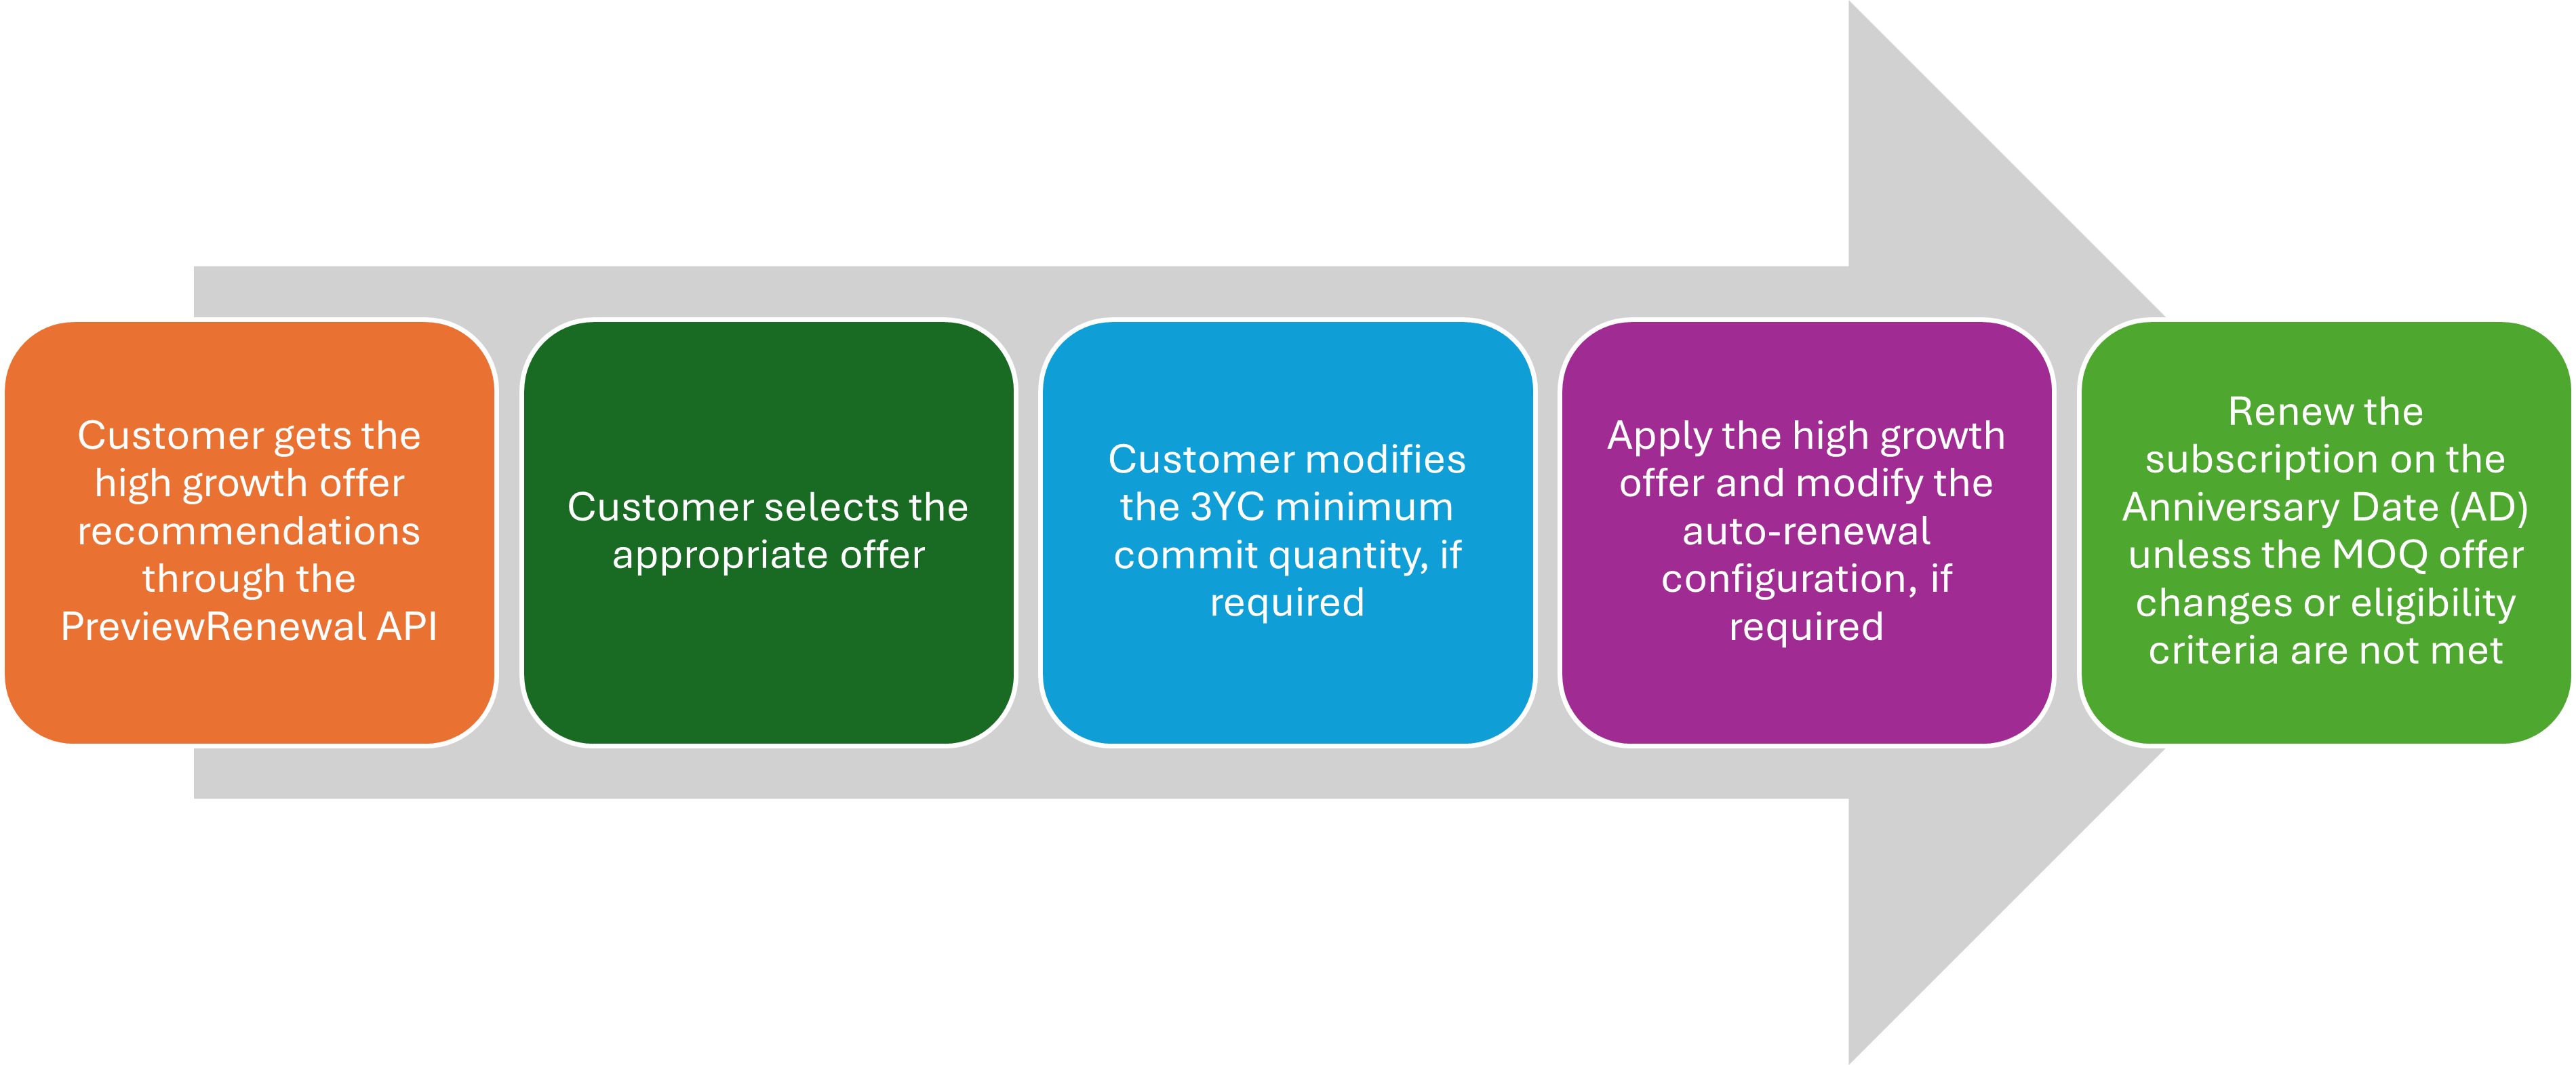 Customer gets the
high growth offer
recommendations
through the
PreviewRenewal API
Customer selects the
appropriate offer
Customer modifies
the 3YC minimum
commit quantity, if
required
Apply the high growth
offer and modify the
auto-renewal
configuration, if
required
Renew the
subscription on the
Anniversary Date (AD)
unless the MOQ offer
changes or eligibility
criteria are not met